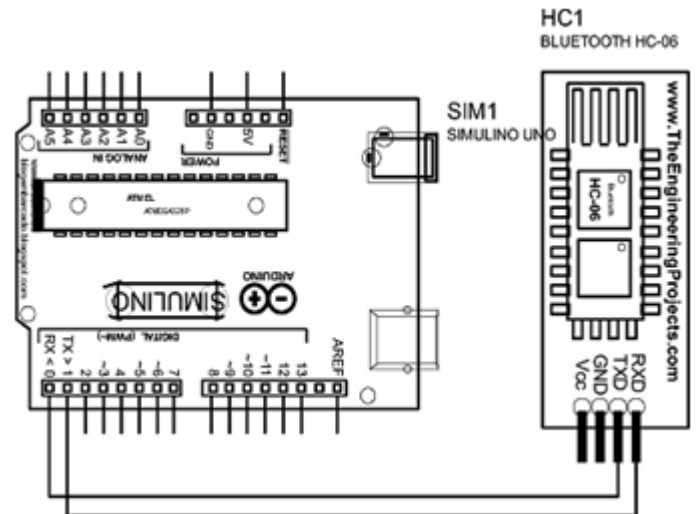 HC1
BLUETOOTH HC-06
SIM1
SIMULINO UNO
A5
A4
A3
A2
A1
A0
ANALOG IN
GND
5V
POWER
RESET
ARDUINO
SIMULINO
DIGITAL (PWM~)
RX < 0
TX > 1
2
~3
4
~5
~6
7
8
~9
~10
~11
12
13
AREF
www.TheEngineeringProjects.com
Bluetooth
HC-06
Vcc
GND
TXD
RXD